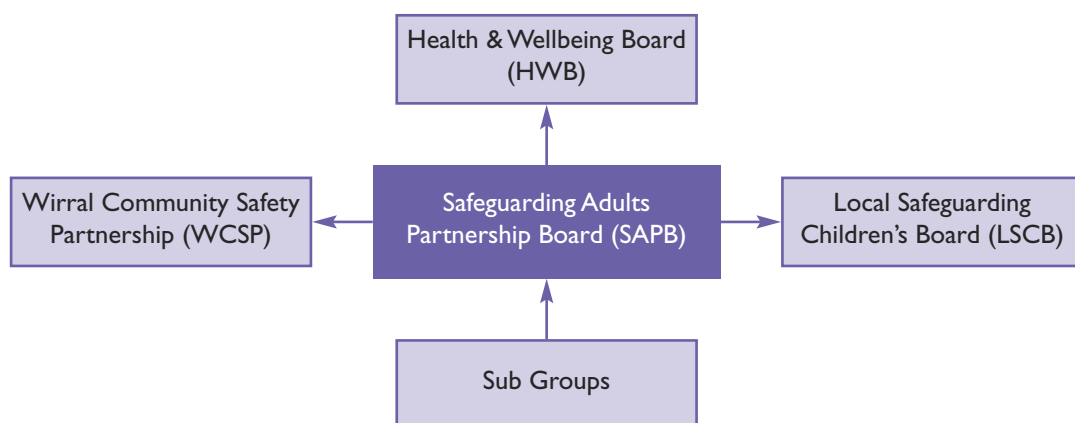 Health & Wellbeing Board
(HWB)
Wirral Community Safety
Partnership (WCSP)
Safeguarding Adults
Partnership Board (SAPB)
Local Safeguarding
Children’s Board (LSCB)
Sub Groups